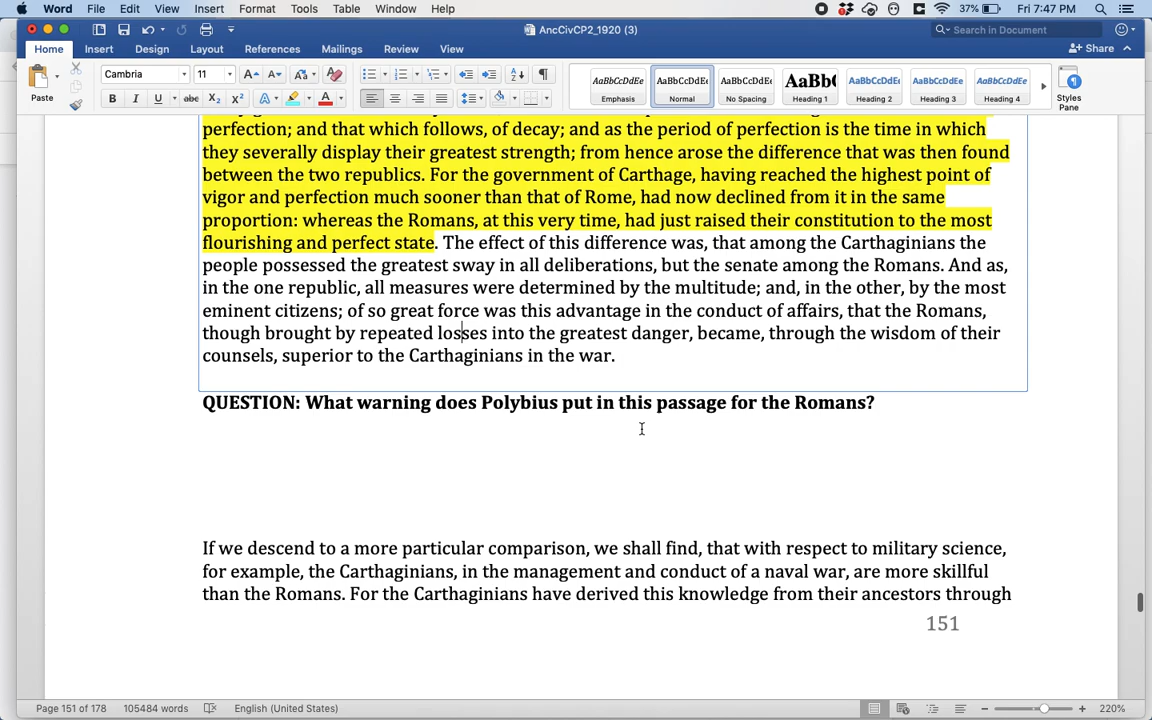 Word File Edit View Insert Format Tools Table Window Help 37% Fri 7:47 PM
AncCivCP2_1920 (3) Search in Document
Home Insert Design Layout References Mailings Review View Share
Cambria 11 AaBbCcDdEe AaBbCcDdEe AaBbCcDdEe AaBb( AaBbCcDdEe AaBbCcDdEe AaBbCcDdEe
Paste B I U abc X2 X2 A A Emphasis Normal No Spacing Heading 1 Heading 2 Heading 3 Heading 4 Styles Pane
perfection; and that which follows, of decay; and as the period of perfection is the time in which
they severally display their greatest strength; from hence arose the difference that was then found
between the two republics. For the government of Carthage, having reached the highest point of
vigor and perfection much sooner than that of Rome, had now declined from it in the same
proportion: whereas the Romans, at this very time, had just raised their constitution to the most
flourishing and perfect state. The effect of this difference was, that among the Carthaginians the
people possessed the greatest sway in all deliberations, but the senate among the Romans. And as,
in the one republic, all measures were determined by the multitude; and, in the other, by the most
eminent citizens; of so great force was this advantage in the conduct of affairs, that the Romans,
though brought by repeated losses into the greatest danger, became, through the wisdom of their
counsels, superior to the Carthaginians in the war.
QUESTION: What warning does Polybius put in this passage for the Romans?
If we descend to a more particular comparison, we shall find, that with respect to military science,
for example, the Carthaginians, in the management and conduct of a naval war, are more skillful
than the Romans. For the Carthaginians have derived this knowledge from their ancestors through
151
Page 151 of 178 105484 words English (United States) 220%